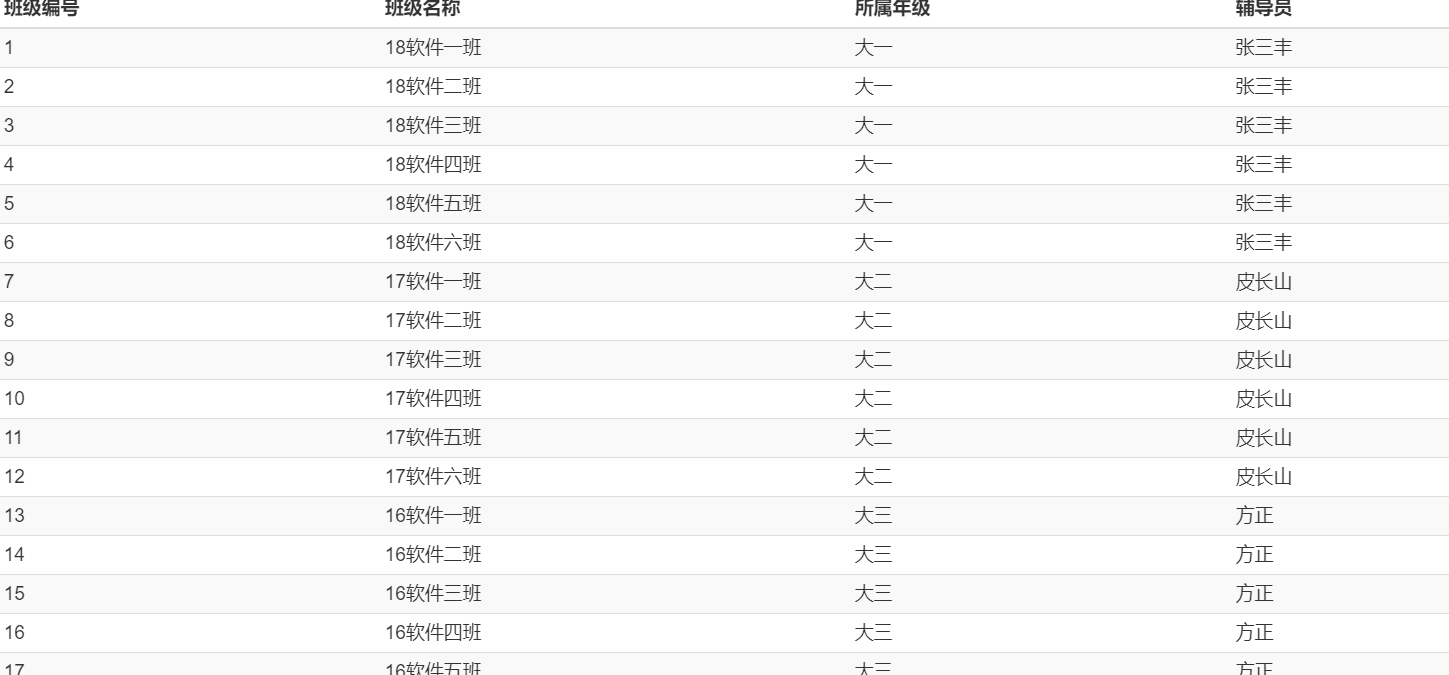 班级编号 班级名称 所属年级 辅导员
1 18软件一班 大一 张三丰
2 18软件二班 大一 张三丰
3 18软件三班 大一 张三丰
4 18软件四班 大一 张三丰
5 18软件五班 大一 张三丰
6 18软件六班 大一 张三丰
7 17软件一班 大二 皮长山
8 17软件二班 大二 皮长山
9 17软件三班 大二 皮长山
10 17软件四班 大二 皮长山
11 17软件五班 大二 皮长山
12 17软件六班 大二 皮长山
13 16软件一班 大三 方正
14 16软件二班 大三 方正
15 16软件三班 大三 方正
16 16软件四班 大三 方正
17 16软件五班 大三 方正